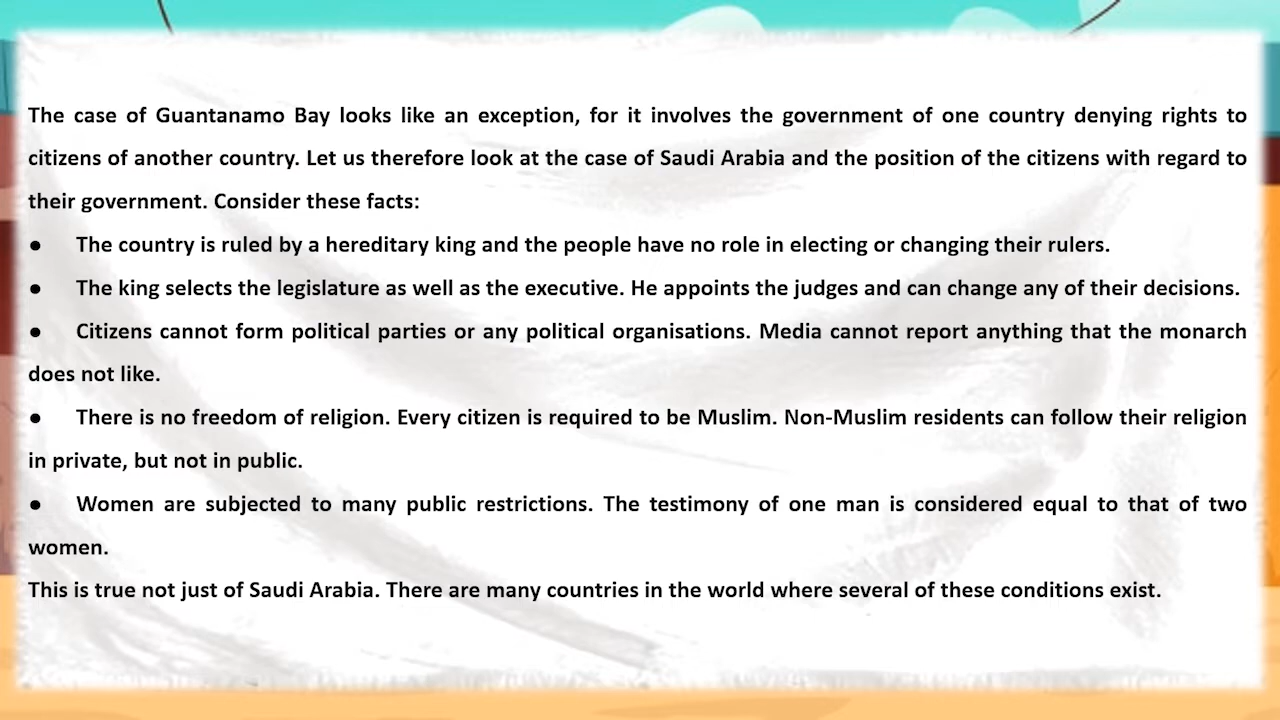 The case of Guantanamo Bay looks like an exception, for it involves the government of one country denying rights to
citizens of another country. Let us therefore look at the case of Saudi Arabia and the position of the citizens with regard to
their government. Consider these facts:
● The country is ruled by a hereditary king and the people have no role in electing or changing their rulers.
● The king selects the legislature as well as the executive. He appoints the judges and can change any of their decisions.
● Citizens cannot form political parties or any political organisations. Media cannot report anything that the monarch
does not like.
● There is no freedom of religion. Every citizen is required to be Muslim. Non-Muslim residents can follow their religion
in private, but not in public.
● Women are subjected to many public restrictions. The testimony of one man is considered equal to that of two
women.
This is true not just of Saudi Arabia. There are many countries in the world where several of these conditions exist.